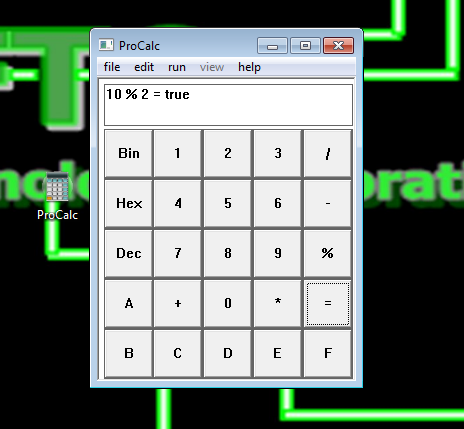 ProCalc
file edit run view help
10 % 2 = true
Bin 1 2 3 /
Hex 4 5 6 -
ProCalc
Dec 7 8 9 %
A + 0 * =
B C D E F